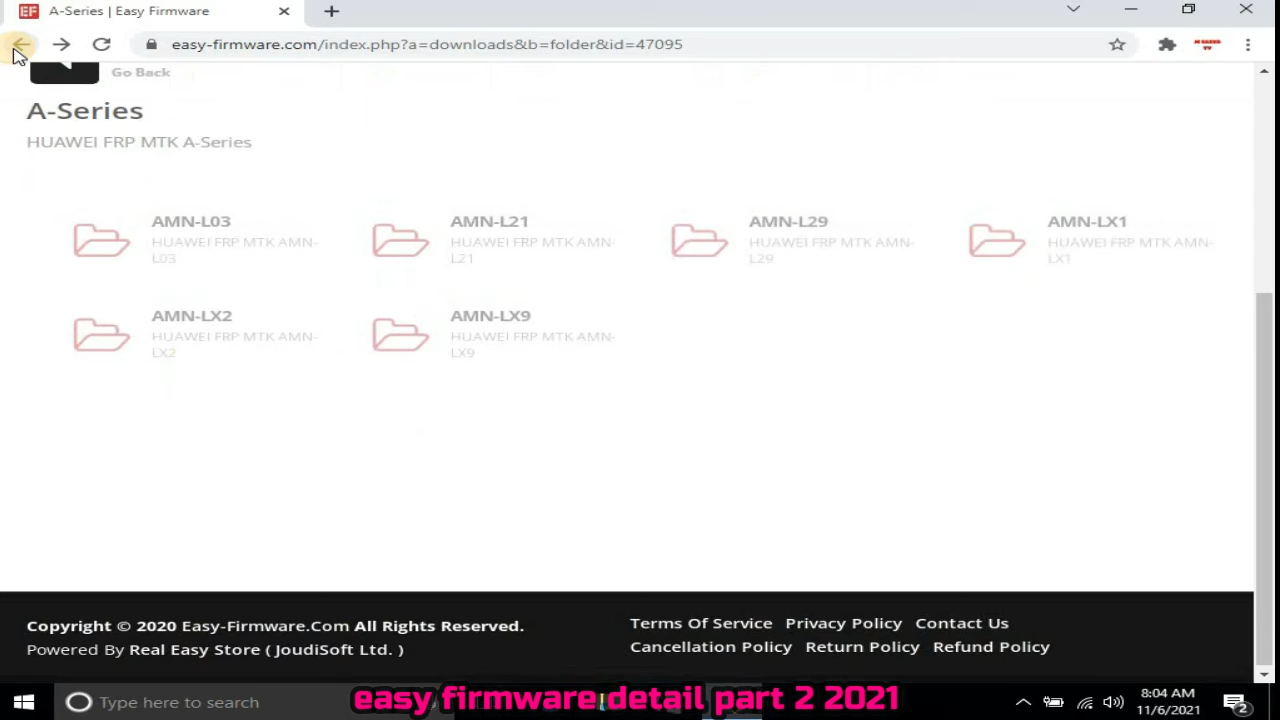 A-Series | Easy Firmware
easy-firmware.com/index.php?a=downloads&b=folder&id=47095
Go Back
A-Series
HUAWEI FRP MTK A-Series
AMN-L03
HUAWEI FRP MTK AMN-
L03
AMN-L21
HUAWEI FRP MTK AMN-
L21
AMN-L29
HUAWEI FRP MTK AMN-
L29
AMN-LX1
HUAWEI FRP MTK AMN-
LX1
AMN-LX2
HUAWEI FRP MTK AMN-
LX2
AMN-LX9
HUAWEI FRP MTK AMN-
LX9
Copyright © 2020 Easy-Firmware.Com All Rights Reserved.
Powered By Real Easy Store ( JoudiSoft Ltd. )
Terms Of Service Privacy Policy Contact Us
Cancellation Policy Return Policy Refund Policy
Type here to search
easy firmware detail part 2 2021
8:04 AM
11/6/2021
2